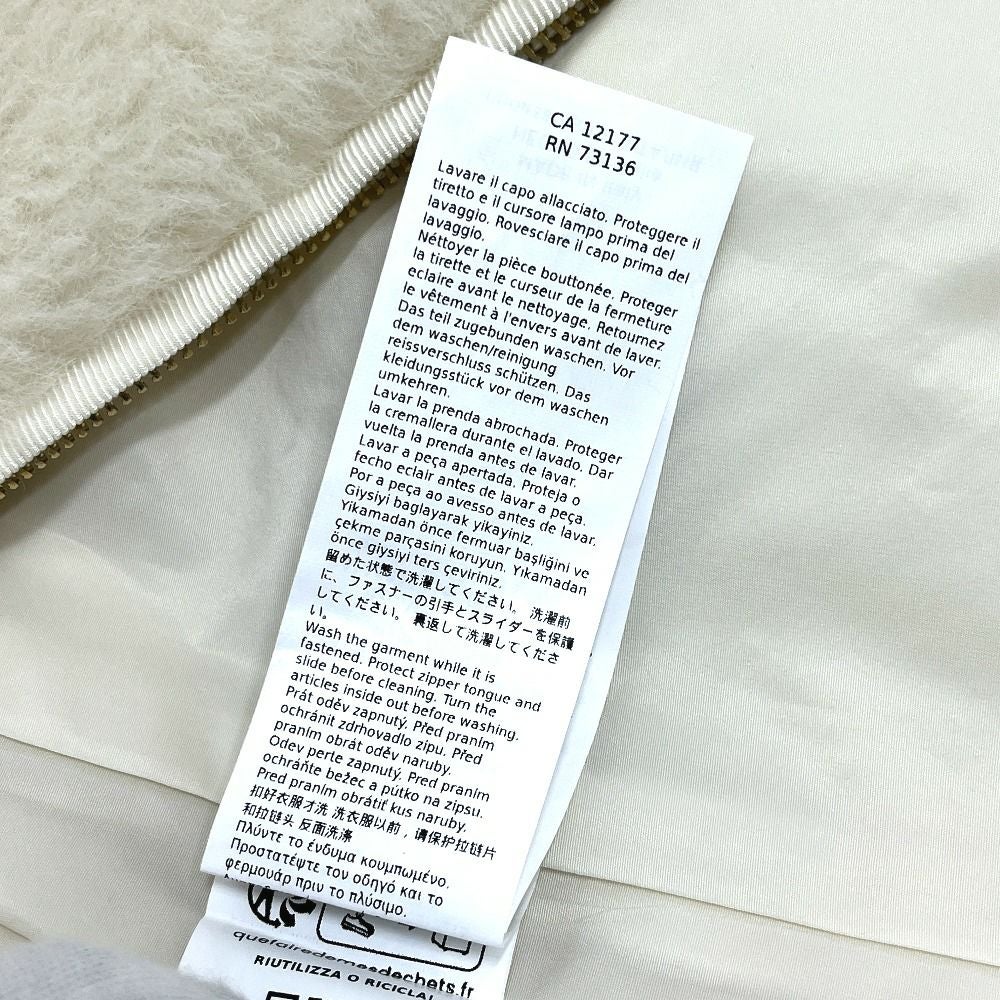 CA 12177
RN 73136
Lavare il capo allacciato. Proteggere il
tiretto e il cursore lampo prima del
lavaggio. Rovesciare il capo prima del
lavaggio.
Néttoyer la pièce bouttonée. Proteger
la tirette et le curseur de la fermeture
eclaire avant le nettoyage. Retournez
le vêtement à l'envers avant de laver.
Das teil zugebunden waschen. Vor
dem waschen/reinigung
reissverschluss schützen. Das
kleidungsstück vor dem waschen
umkehren.
Lavar la prenda abrochada. Proteger
la cremallera durante el lavado. Dar
vuelta la prenda antes de lavar.
Lavar a peça apertada. Proteja o
fecho eclair antes de lavar a peça.
Por a peça ao avesso antes de lavar.
Giysiyi baglayarak yikayiniz.
Yikamadan önce fermuar başliğini ve
çekme parçasini koruyun. Yıkamadan
önce giysiyi ters çeviriniz.
留めた状態で洗濯してください。 洗濯前
に、ファスナーの引手とスライダーを保護
してください。 裏返して洗濯してくださ
い。
Wash the garment while it is
fastened. Protect zipper tongue and
slide before cleaning. Turn the
articles inside out before washing.
Prát oděv zapnutý. Před praním
ochránit zdrhovadlo zipu. Před
praním obrát oděv naruby.
Odev perte zapnutý. Pred praním
ochráňte bežec a pútko na zipsu.
Pred praním obrátiť kus naruby.
扣好衣服才洗 洗衣服以前，请保护拉链片
和拉链头 反面洗涤
Πλύντε το ένδυμα κουμπωμένο.
Προστατέψτε τον οδηγό και το
φερμουάρ πριν το πλύσιμο.
quefairedemesdechets.fr
RIUTILIZZA O RICICLA!